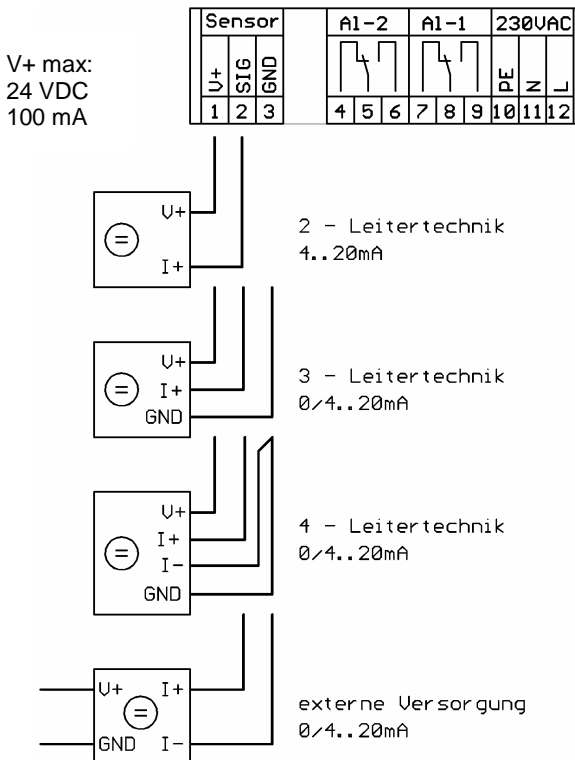 Sensor
Al-2
Al-1
230VAC
V+
SIG
GND
PE
N
L
1 2 3
4 5 6 7 8 9 10 11 12
V+ max:
24 VDC
100 mA
V+
=
I+
2 - Leitertechnik
4..20mA
V+
=
I+
GND
3 - Leitertechnik
0/4..20mA
V+
I+
=
I-
GND
4 - Leitertechnik
0/4..20mA
V+ I+
=
GND I-
externe Versorgung
0/4..20mA